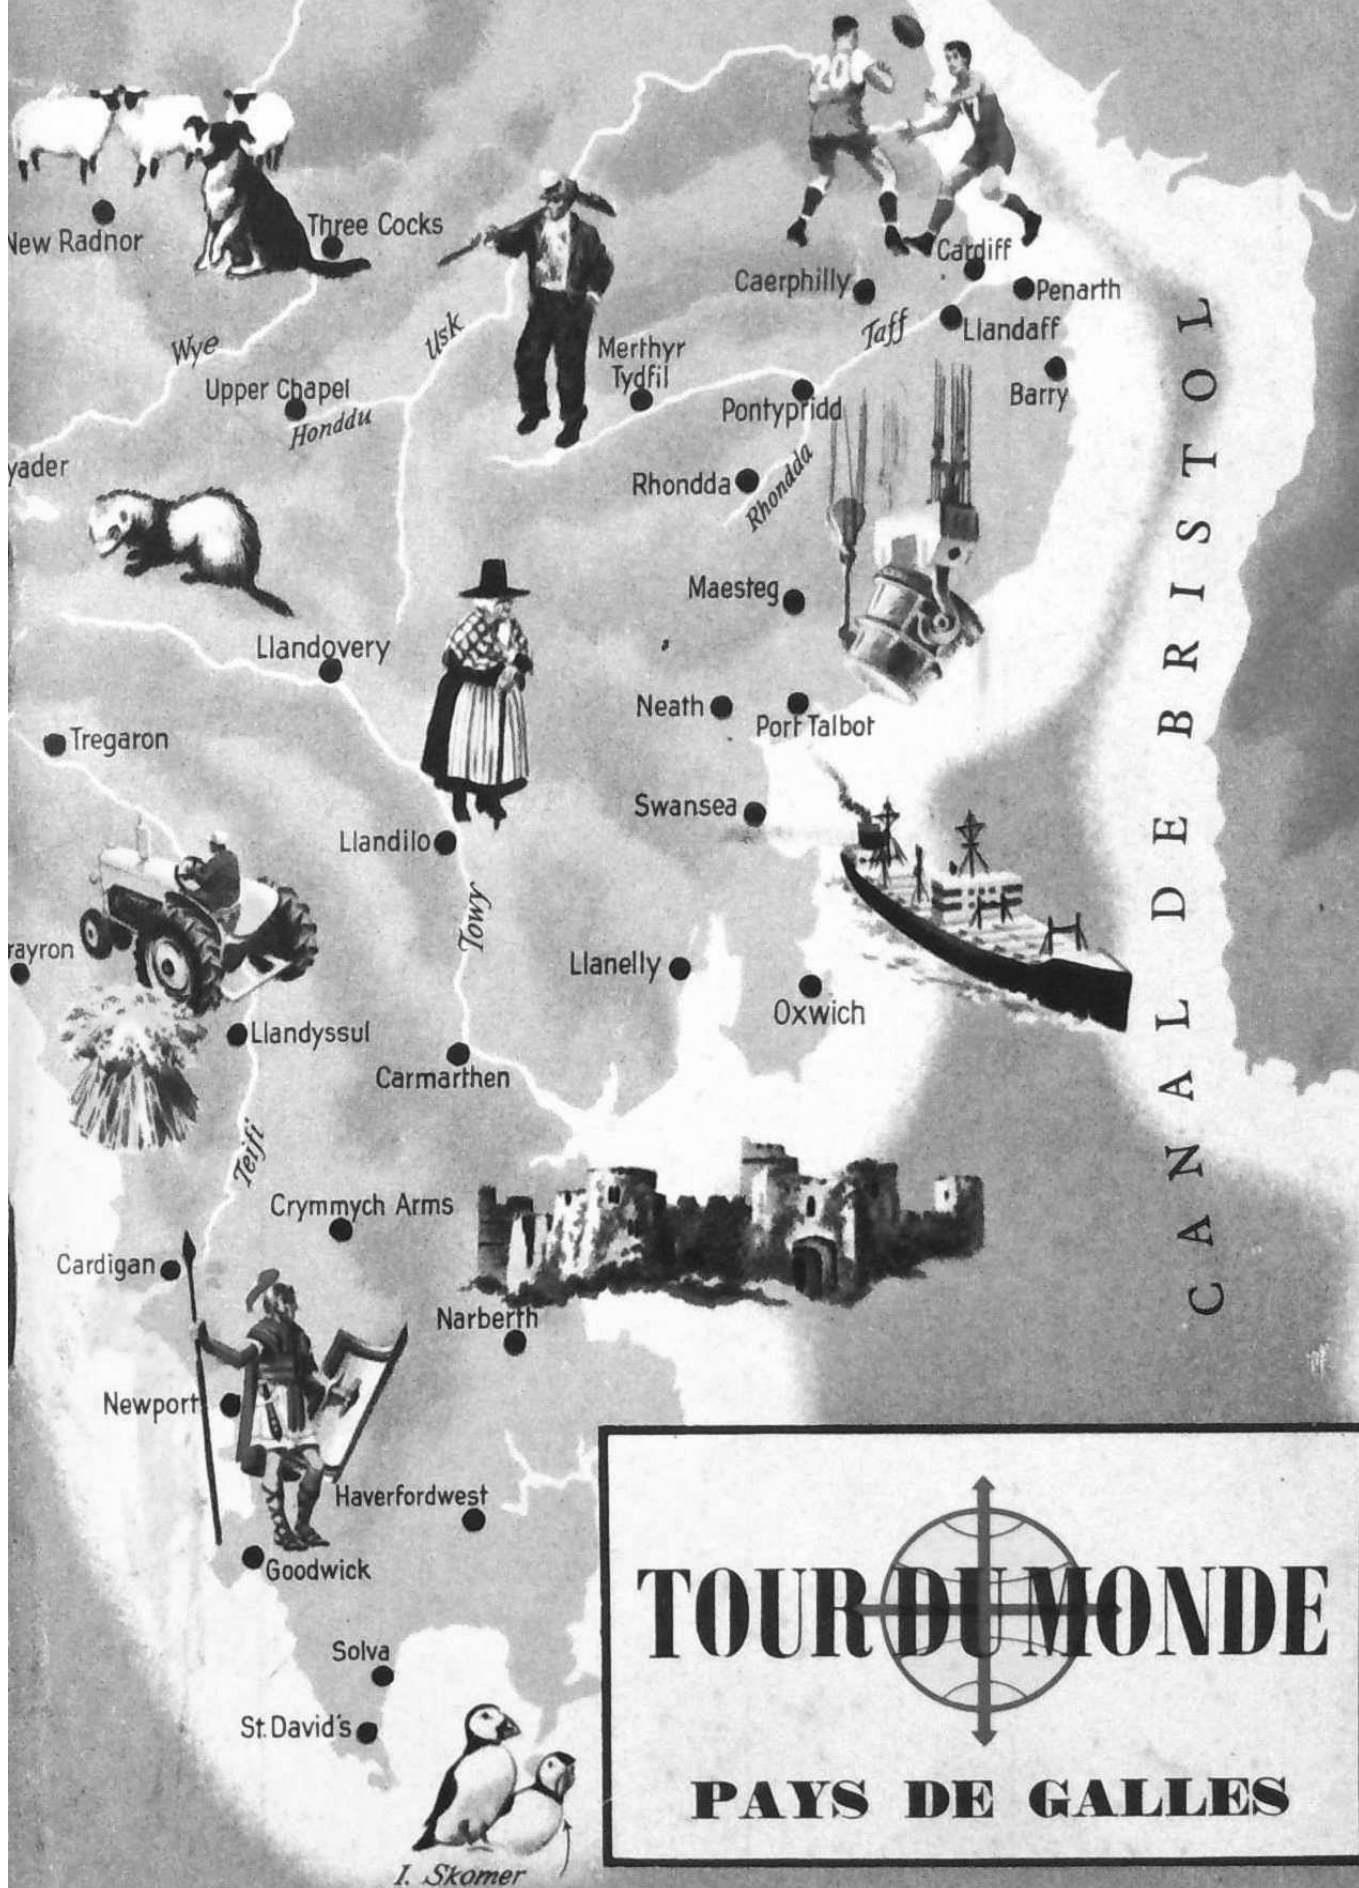 New Radnor
Three Cocks
Cardiff
Caerphilly
Penarth
Taff
Llandaff
Usk
Wye
Merthyr
Tydfil
Upper Chapel
Honddu
Pontypridd
Barry
yader
Rhondda
Rhondda
Maesteg
Llandovery
Neath
Port Talbot
Tregaron
Swansea
Llandilo
Towy
rayron
Llanelly
Oxwich
Llandyssul
Carmarthen
Teifi
Crymmych Arms
Cardigan
Narberth
Newport
Haverfordwest
Goodwick
Solva
St. David's
I. Skomer
CANAL DE BRISTOL
20
TOUR DU MONDE
PAYS DE GALLES